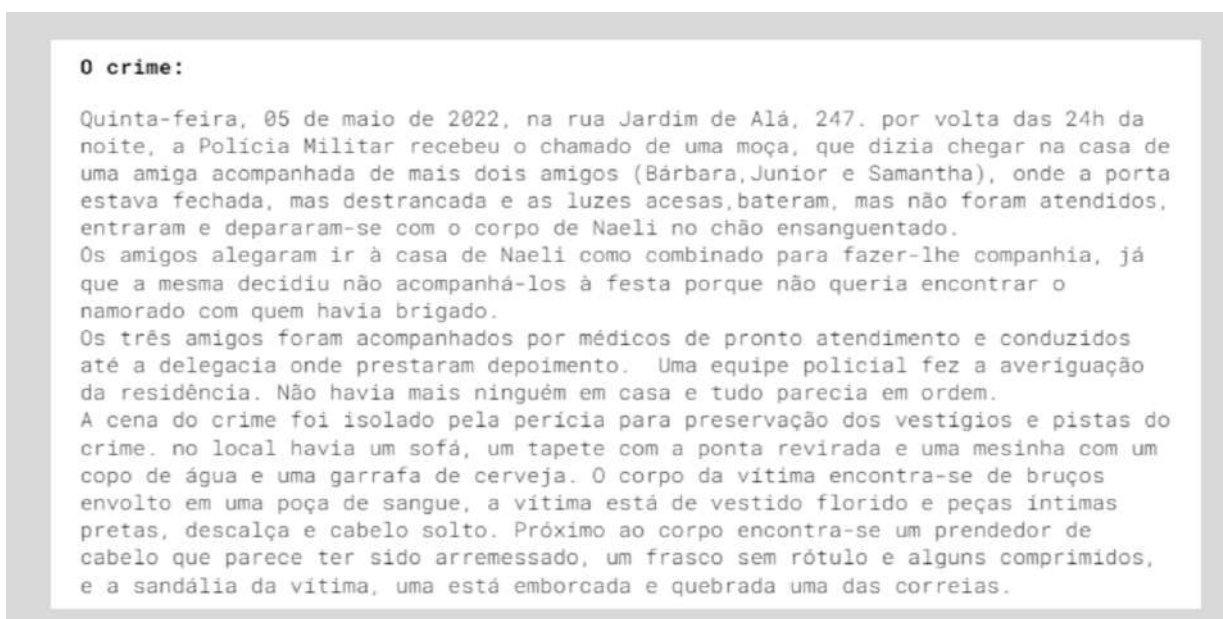 O crime:
Quinta-feira, 05 de maio de 2022, na rua Jardim de Alá, 247. por volta das 24h da
noite, a Polícia Militar recebeu o chamado de uma moça, que dizia chegar na casa de
uma amiga acompanhada de mais dois amigos (Bárbara,Junior e Samantha), onde a porta
estava fechada, mas destrancada e as luzes acesas,bateram, mas não foram atendidos,
entraram e depararam-se com o corpo de Naeli no chão ensanguentado.
Os amigos alegaram ir à casa de Naeli como combinado para fazer-lhe companhia, já
que a mesma decidiu não acompanhá-los à festa porque não queria encontrar o
namorado com quem havia brigado.
Os três amigos foram acompanhados por médicos de pronto atendimento e conduzidos
até a delegacia onde prestaram depoimento. Uma equipe policial fez a averiguação
da residência. Não havia mais ninguém em casa e tudo parecia em ordem.
A cena do crime foi isolado pela perícia para preservação dos vestígios e pistas do
crime. no local havia um sofá, um tapete com a ponta revirada e uma mesinha com um
copo de água e uma garrafa de cerveja. O corpo da vítima encontra-se de bruços
envolto em uma poça de sangue, a vítima está de vestido florido e peças íntimas
pretas, descalça e cabelo solto. Próximo ao corpo encontra-se um prendedor de
cabelo que parece ter sido arremessado, um frasco sem rótulo e alguns comprimidos,
e a sandália da vítima, uma está emborcada e quebrada uma das correias.